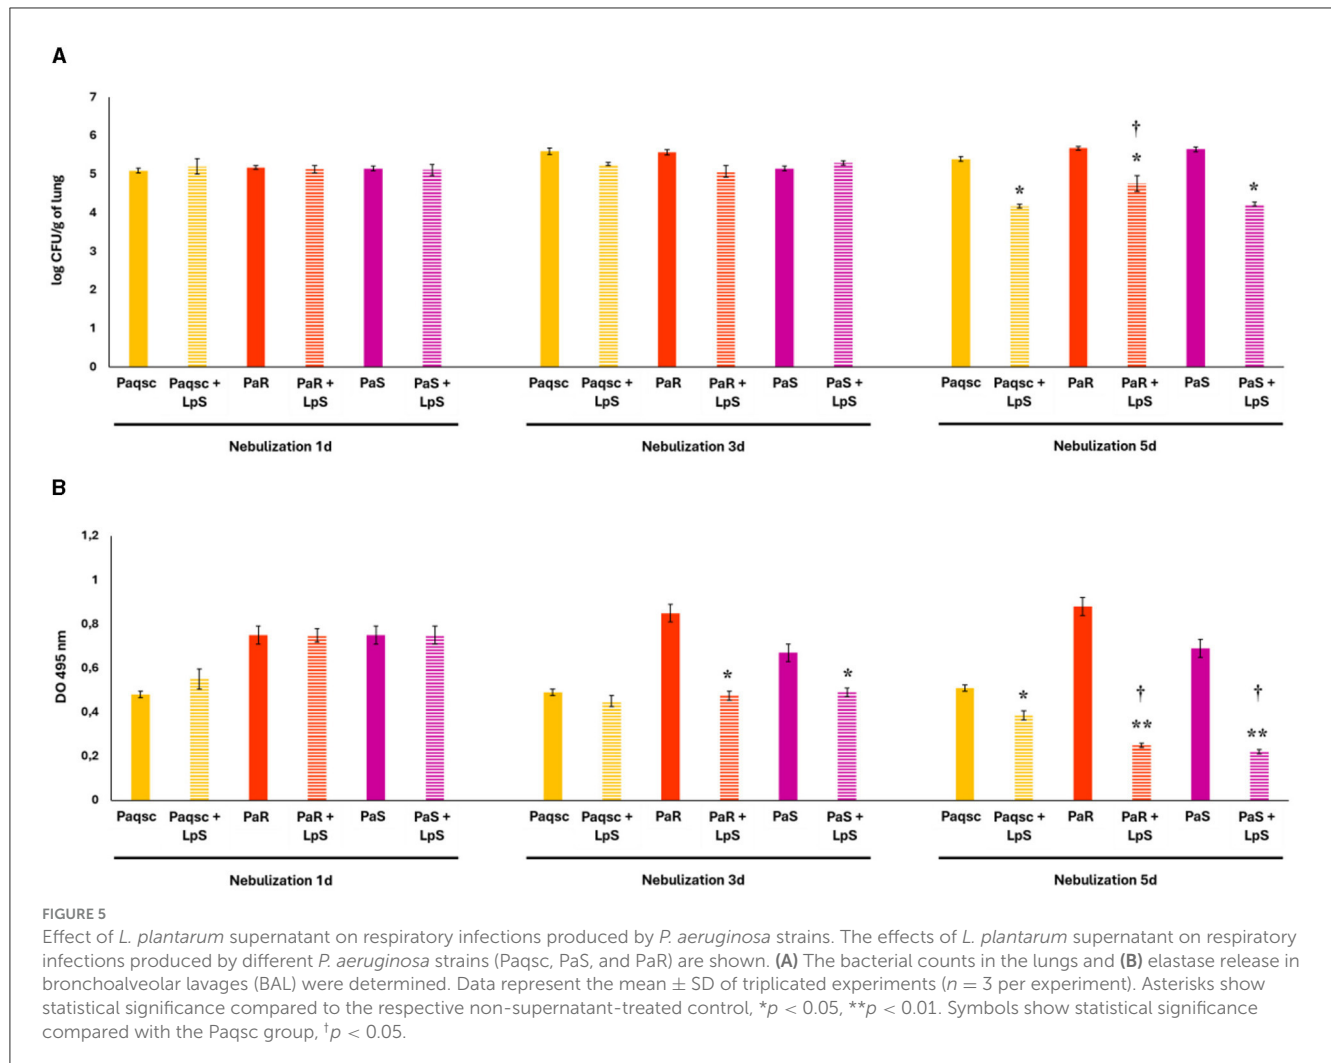 A
7
6
5
4
3
2
1
0
log CFU/g of lung
† * * *
Paqsc Paqsc + LpS PaR PaR + LpS PaS PaS + LpS Paqsc Paqsc + LpS PaR PaR + LpS PaS PaS + LpS Paqsc Paqsc + LpS PaR PaR + LpS PaS PaS + LpS
Nebulization 1d Nebulization 3d Nebulization 5d
B
1,2
1
0,8
0,6
0,4
0,2
0
DO 495 nm
* * * † ** † **
Paqsc Paqsc + LpS PaR PaR + LpS PaS PaS + LpS Paqsc Paqsc + LpS PaR PaR + LpS PaS PaS + LpS Paqsc Paqsc + LpS PaR PaR + LpS PaS PaS + LpS
Nebulization 1d Nebulization 3d Nebulization 5d
FIGURE 5
Effect of L. plantarum supernatant on respiratory infections produced by P. aeruginosa strains. The effects of L. plantarum supernatant on respiratory
infections produced by different P. aeruginosa strains (Paqsc, PaS, and PaR) are shown. (A) The bacterial counts in the lungs and (B) elastase release in
bronchoalveolar lavages (BAL) were determined. Data represent the mean ± SD of triplicated experiments (n = 3 per experiment). Asterisks show
statistical significance compared to the respective non-supernatant-treated control, *p < 0.05, **p < 0.01. Symbols show statistical significance
compared with the Paqsc group, †p < 0.05.